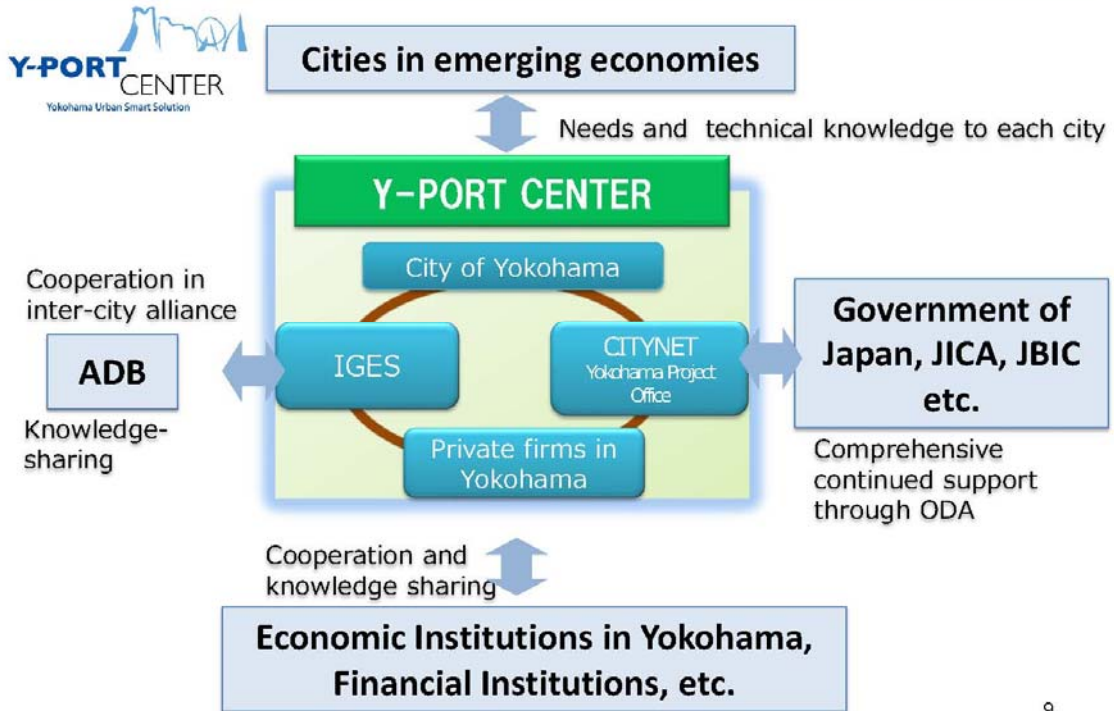 Y-PORT
CENTER
Yokohama Urban Smart Solution
Cities in emerging economies
Needs and technical knowledge to each city
Y-PORT CENTER
City of Yokohama
IGES
CITYNET
Yokohama Project
Office
Private firms in
Yokohama
Cooperation in
inter-city alliance
ADB
Knowledge-
sharing
Government of
Japan, JICA, JBIC
etc.
Comprehensive
continued support
through ODA
Cooperation and
knowledge sharing
Economic Institutions in Yokohama,
Financial Institutions, etc.
9